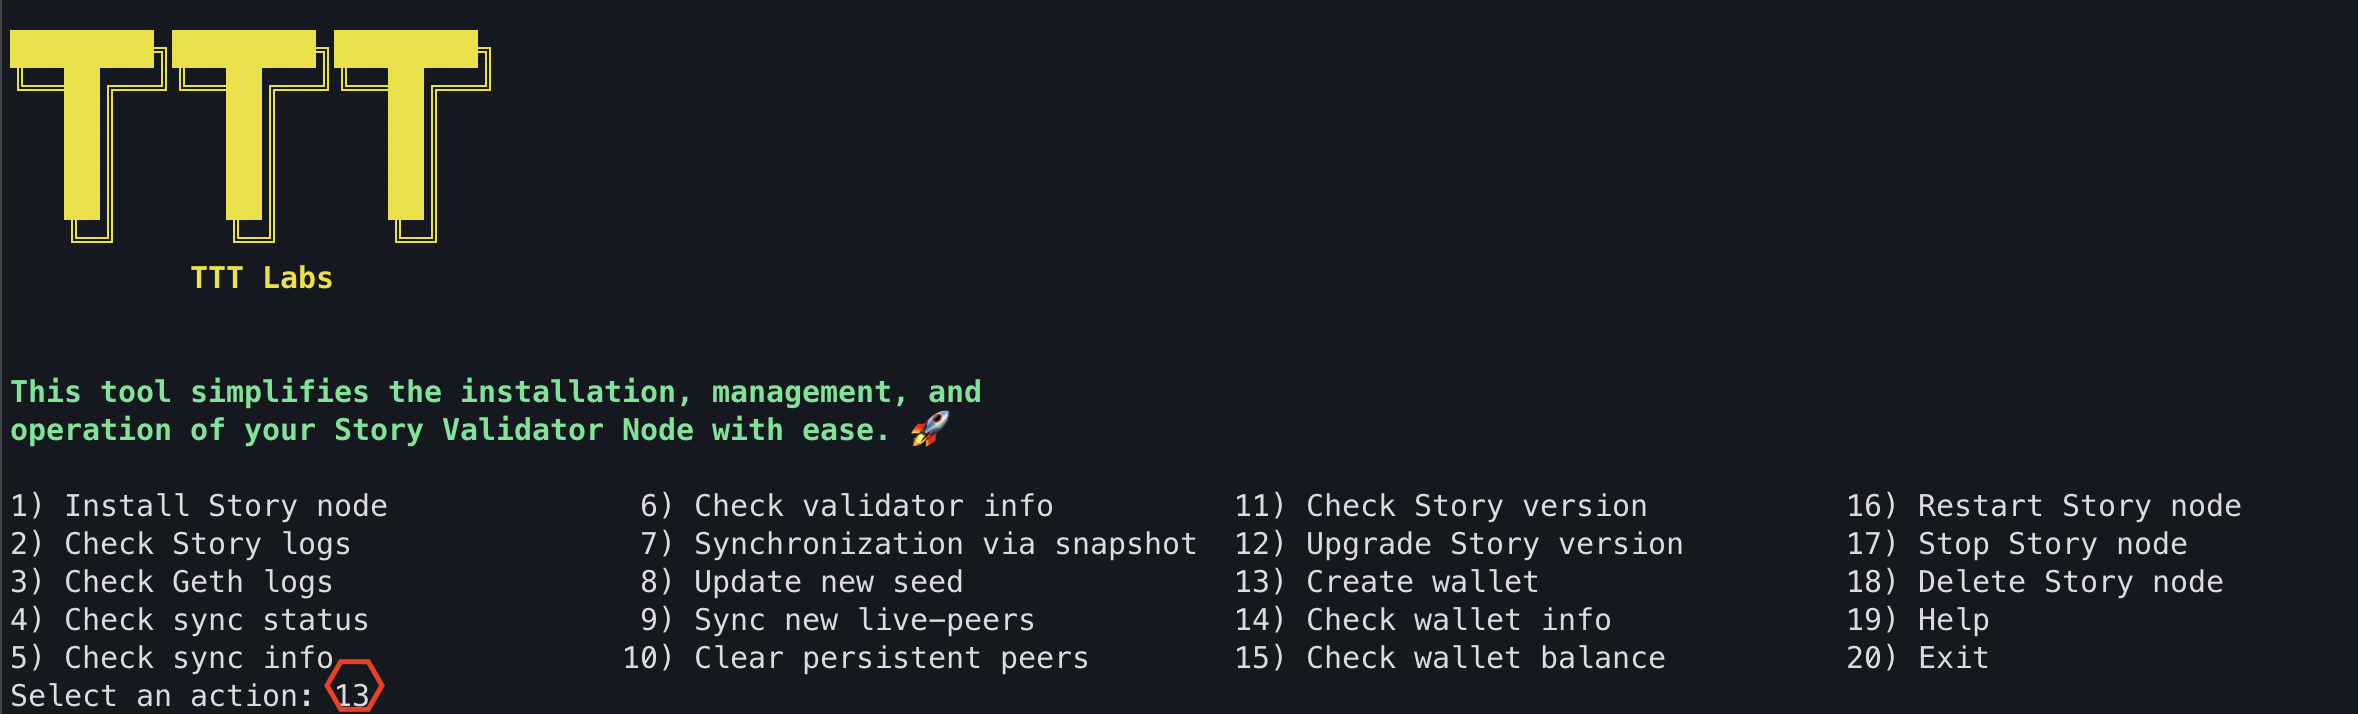 TTT
TTT Labs
This tool simplifies the installation, management, and
operation of your Story Validator Node with ease. 🚀
1) Install Story node 6) Check validator info 11) Check Story version 16) Restart Story node
2) Check Story logs 7) Synchronization via snapshot 12) Upgrade Story version 17) Stop Story node
3) Check Geth logs 8) Update new seed 13) Create wallet 18) Delete Story node
4) Check sync status 9) Sync new live-peers 14) Check wallet info 19) Help
5) Check sync info 10) Clear persistent peers 15) Check wallet balance 20) Exit
Select an action: 13